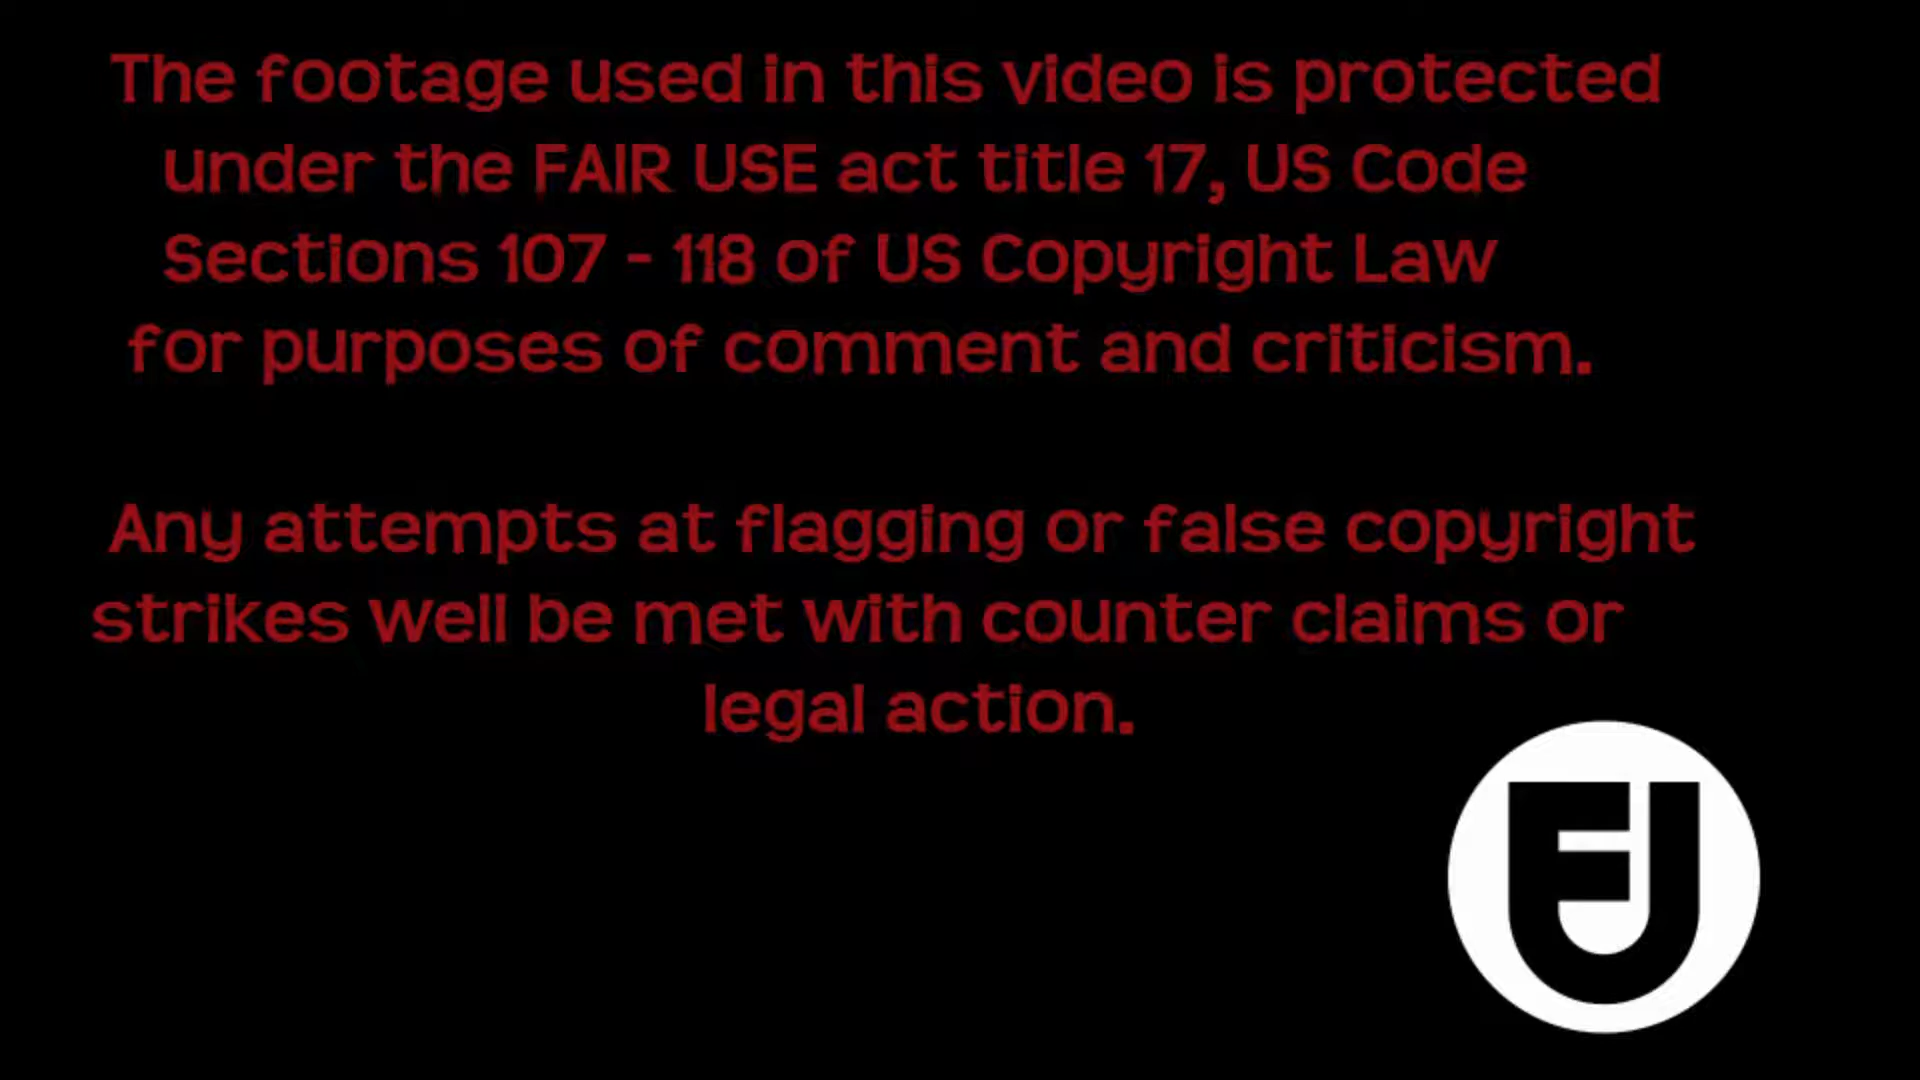 The footage used in this video is protected
under the FAIR USE act title 17, US Code
Sections 107 - 118 of US Copyright Law
for purposes of comment and criticism.
Any attempts at flagging or false copyright
strikes well be met with counter claims or
legal action.